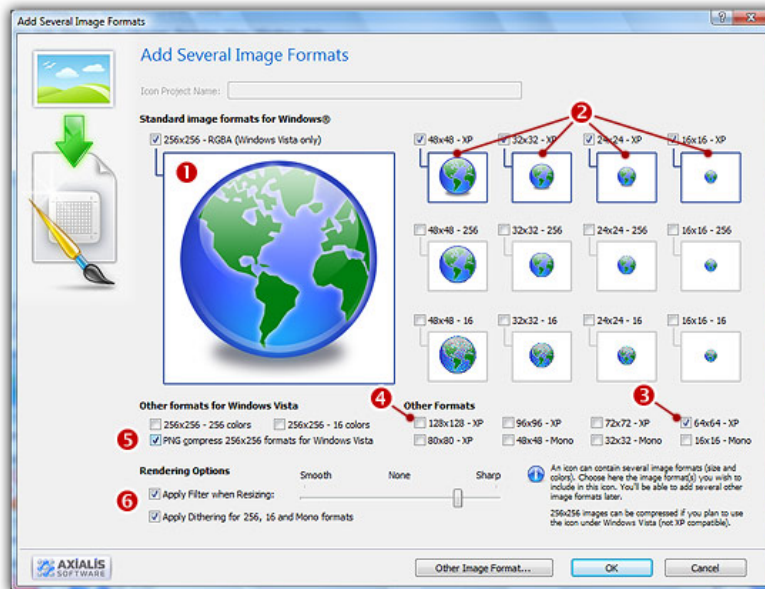 Add Several Image Formats
Add Several Image Formats
Icon Project Name:
Standard image formats for Windows®
256x256 - RGBA (Windows Vista only)
48x48 - XP
32x32 - XP
24x24 - XP
16x16 - XP
1
2
48x48 - 256
32x32 - 256
24x24 - 256
16x16 - 256
48x48 - 16
32x32 - 16
24x24 - 16
16x16 - 16
Other formats for Windows Vista
256x256 - 256 colors
256x256 - 16 colors
5
PNG compress 256x256 formats for Windows Vista
Other Formats
3
4
128x128 - XP
96x96 - XP
72x72 - XP
64x64 - XP
80x80 - XP
48x48 - Mono
32x32 - Mono
16x16 - Mono
Rendering Options
Smooth
None
Sharp
6
Apply Filter when Resizing:
Apply Dithering for 256, 16 and Mono formats
An icon can contain several image formats (size and
colors). Choose here the image format(s) you wish to
include in this icon. You'll be able to add several other
image formats later.
256x256 images can be compressed if you plan to use
the icon under Windows Vista (not XP compatible).
AXIALIS
SOFTWARE
Other Image Format...
OK
Cancel